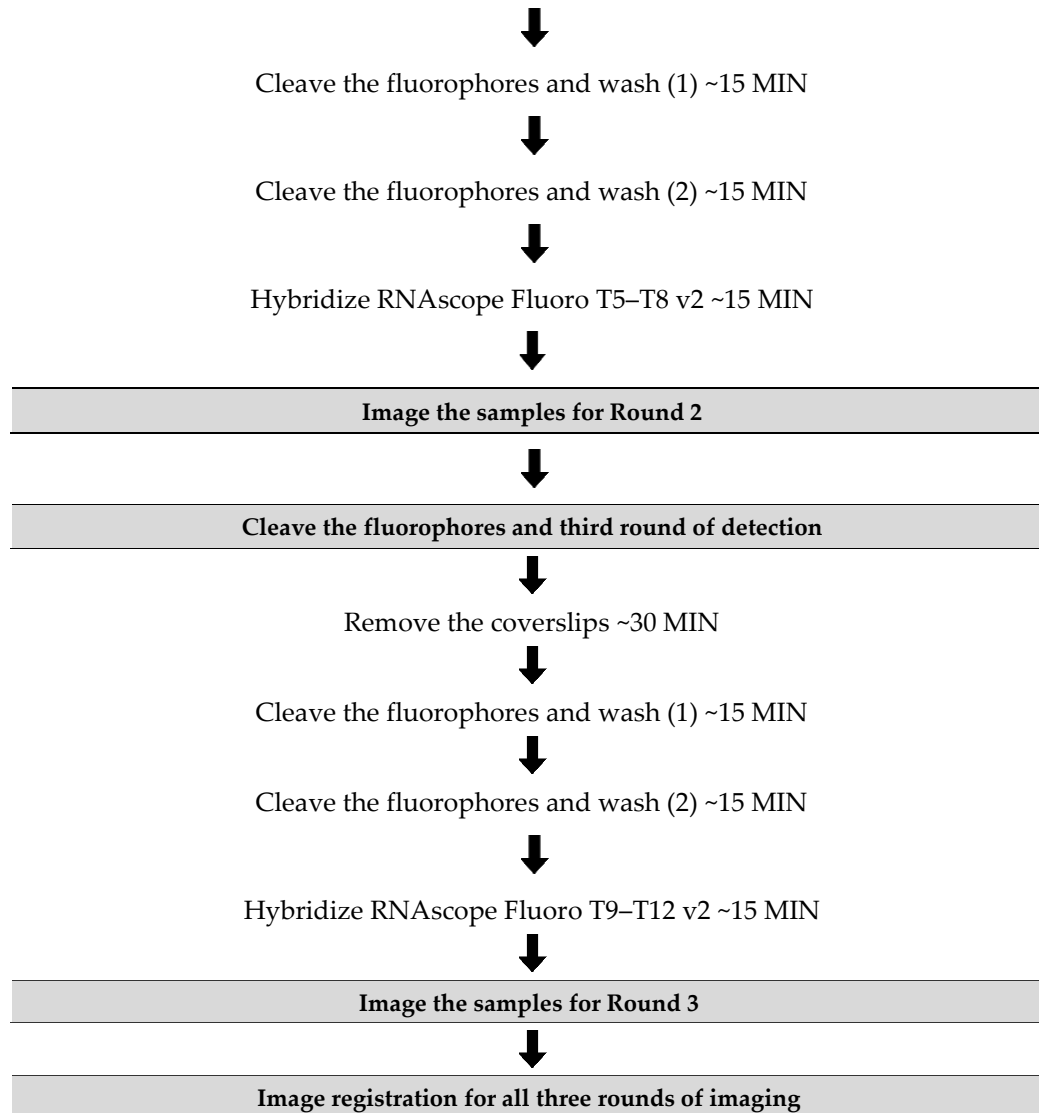 Cleave the fluorophores and wash (1) ~15 MIN
Cleave the fluorophores and wash (2) ~15 MIN
Hybridize RNAscope Fluoro T5–T8 v2 ~15 MIN
Image the samples for Round 2
Cleave the fluorophores and third round of detection
Remove the coverslips ~30 MIN
Cleave the fluorophores and wash (1) ~15 MIN
Cleave the fluorophores and wash (2) ~15 MIN
Hybridize RNAscope Fluoro T9–T12 v2 ~15 MIN
Image the samples for Round 3
Image registration for all three rounds of imaging